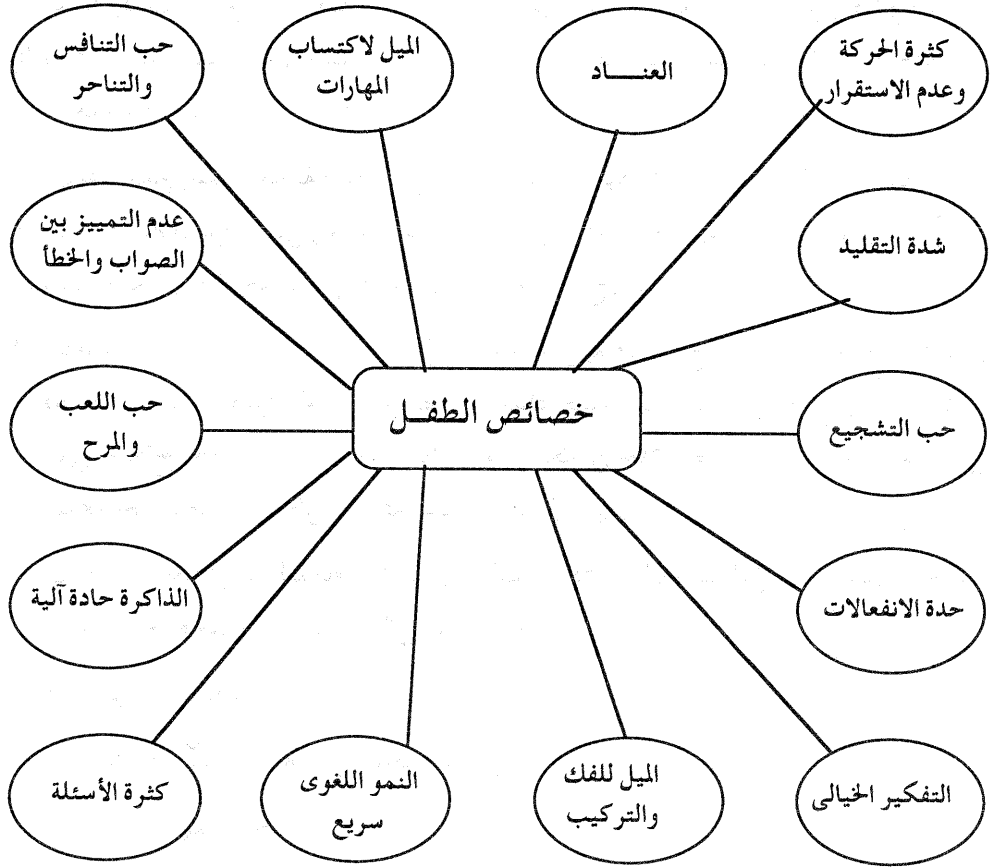 كثرة الحركة
وعدم الاستقرار
العنـــاد
الميل لاكتساب
المهارات
حب التنافس
والتناحر
شدة التقليد
عدم التمييز بين
الصواب والخطأ
خصائص الطفـل
حب التشجيع
حب اللعب
والمرح
حدة الانفعالات
الذاكرة حادة آلية
التفكير الخيالى
الميل للفك
والتركيب
النمو اللغوى
سريع
كثرة الأسئلة